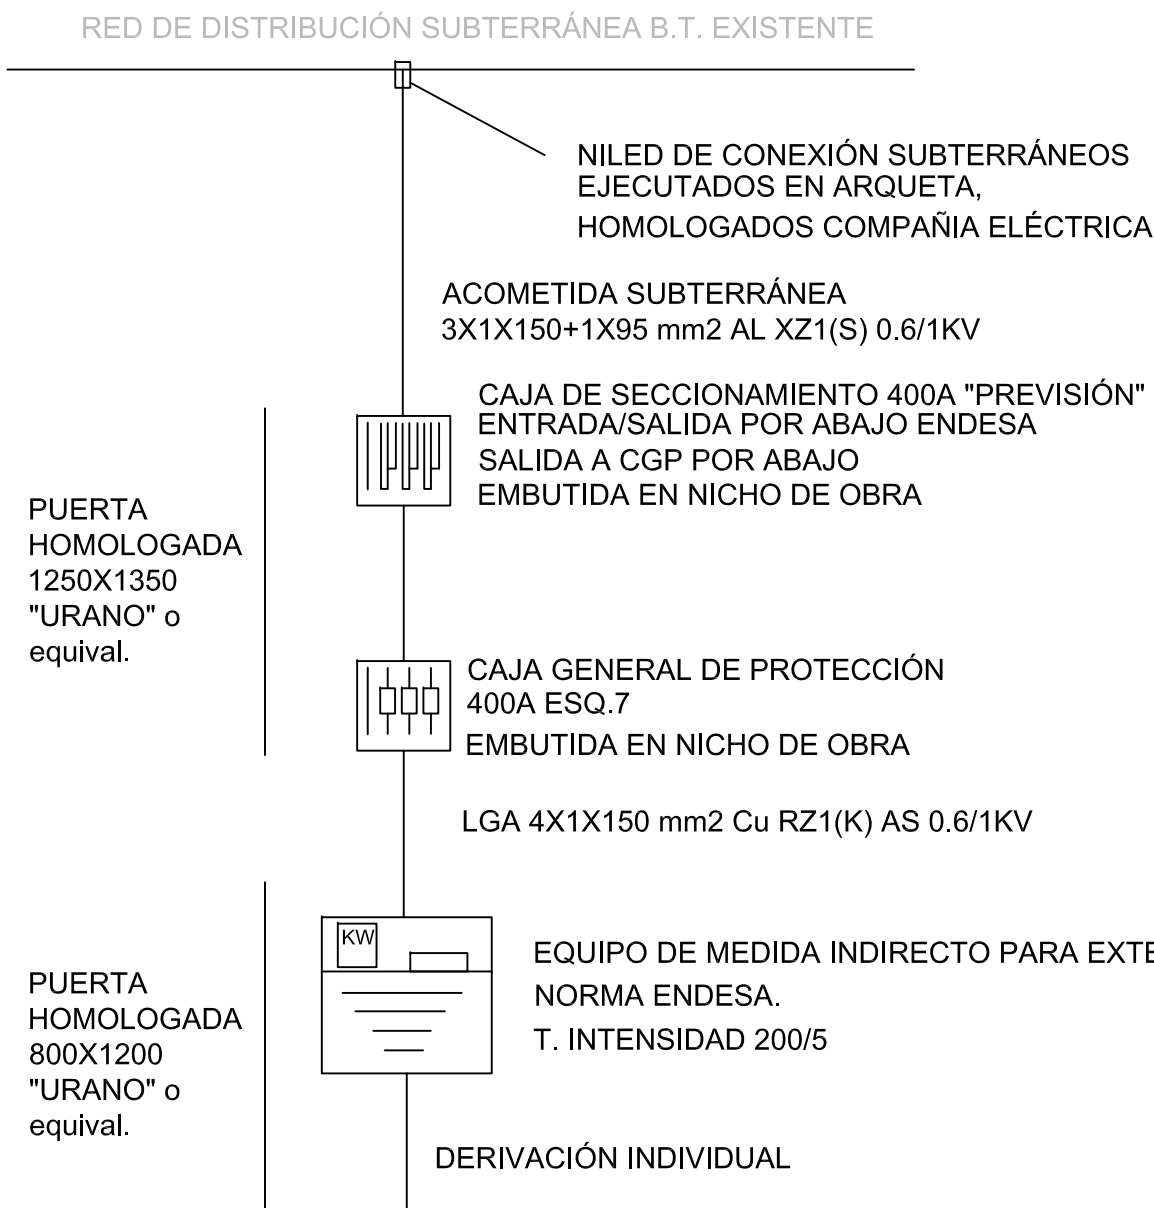 RED DE DISTRIBUCIÓN SUBTERRÁNEA B.T. EXISTENTE
NILED DE CONEXIÓN SUBTERRÁNEOS
EJECUTADOS EN ARQUETA,
HOMOLOGADOS COMPAÑIA ELÉCTRICA
ACOMETIDA SUBTERRÁNEA
3X1X150+1X95 mm2 AL XZ1(S) 0.6/1KV
CAJA DE SECCIONAMIENTO 400A "PREVISIÓN"
ENTRADA/SALIDA POR ABAJO ENDESA
SALIDA A CGP POR ABAJO
EMBUTIDA EN NICHO DE OBRA
PUERTA
HOMOLOGADA
1250X1350
"URANO" o
equival.
CAJA GENERAL DE PROTECCIÓN
400A ESQ.7
EMBUTIDA EN NICHO DE OBRA
LGA 4X1X150 mm2 Cu RZ1(K) AS 0.6/1KV
KW
EQUIPO DE MEDIDA INDIRECTO PARA EXTE
NORMA ENDESA.
T. INTENSIDAD 200/5
PUERTA
HOMOLOGADA
800X1200
"URANO" o
equival.
DERIVACIÓN INDIVIDUAL